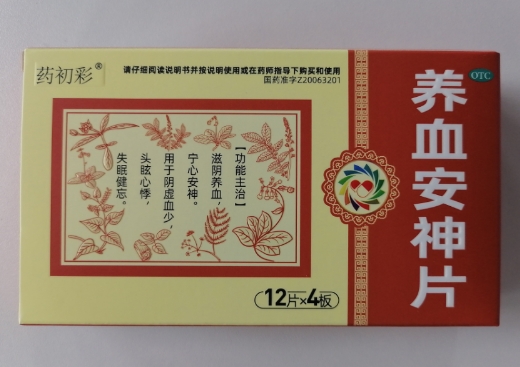 药初彩®
请仔细阅读说明书并按说明使用或在药师指导下购买和使用
国药准字Z20063201
OTC
养血安神片
【功能主治】
滋阴养血，
宁心安神。
用于阴虚血少，
头眩心悸，
失眠健忘。
12片×4板